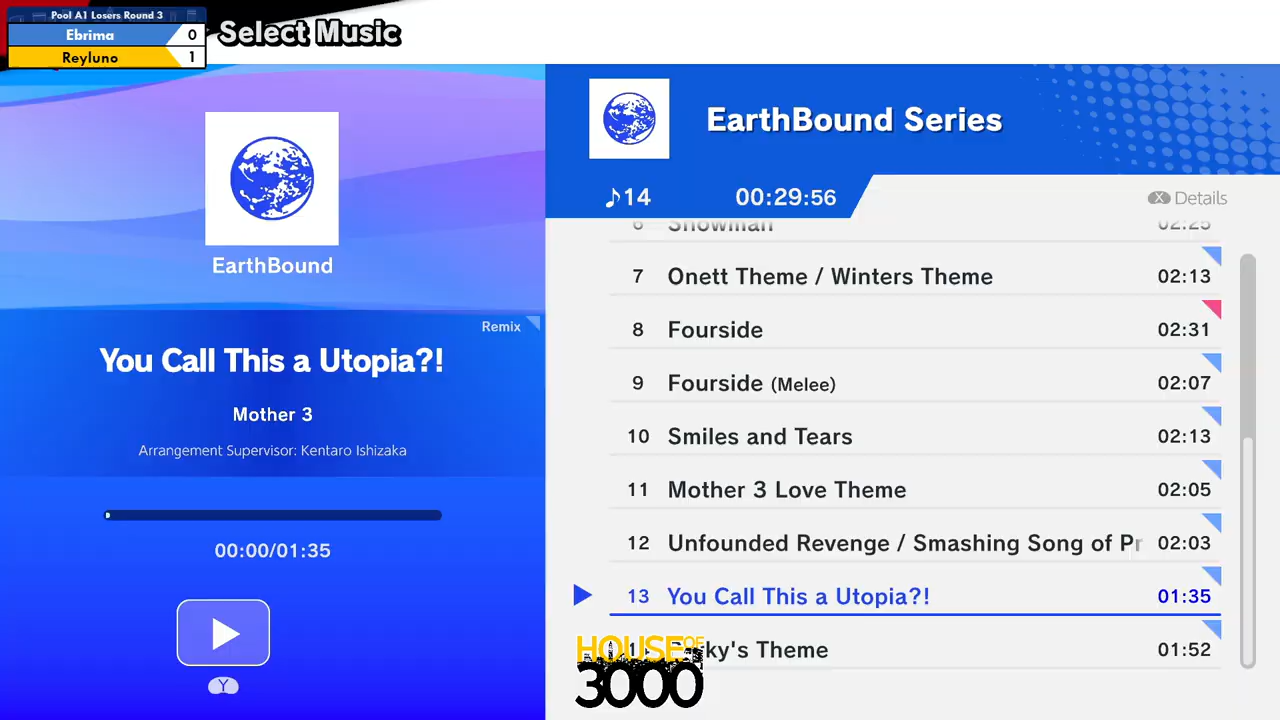 Pool A1 Losers Round 3
Ebrima 0
Reyluno 1
Select Music
EarthBound
Remix
You Call This a Utopia?!
Mother 3
Arrangement Supervisor: Kentaro Ishizaka
00:00/01:35
Y
EarthBound Series
♪14 00:29:56
X Details
6 Snowman 02:25
7 Onett Theme / Winters Theme 02:13
8 Fourside 02:31
9 Fourside (Melee) 02:07
10 Smiles and Tears 02:13
11 Mother 3 Love Theme 02:05
12 Unfounded Revenge / Smashing Song of Pr 02:03
13 You Call This a Utopia?! 01:35
ky's Theme 01:52
HOUSE OF
3000